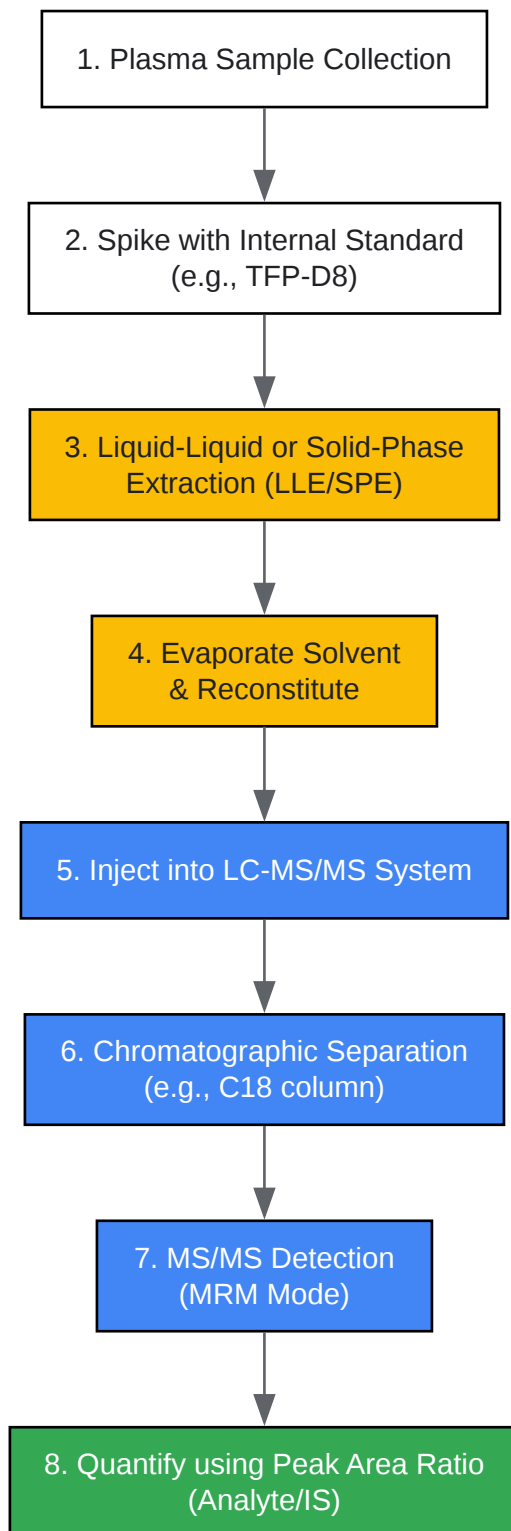 1. Plasma Sample Collection
2. Spike with Internal Standard
(e.g., TFP-D8)
3. Liquid-Liquid or Solid-Phase
Extraction (LLE/SPE)
4. Evaporate Solvent
& Reconstitute
5. Inject into LC-MS/MS System
6. Chromatographic Separation
(e.g., C18 column)
7. MS/MS Detection
(MRM Mode)
8. Quantify using Peak Area Ratio
(Analyte/IS)